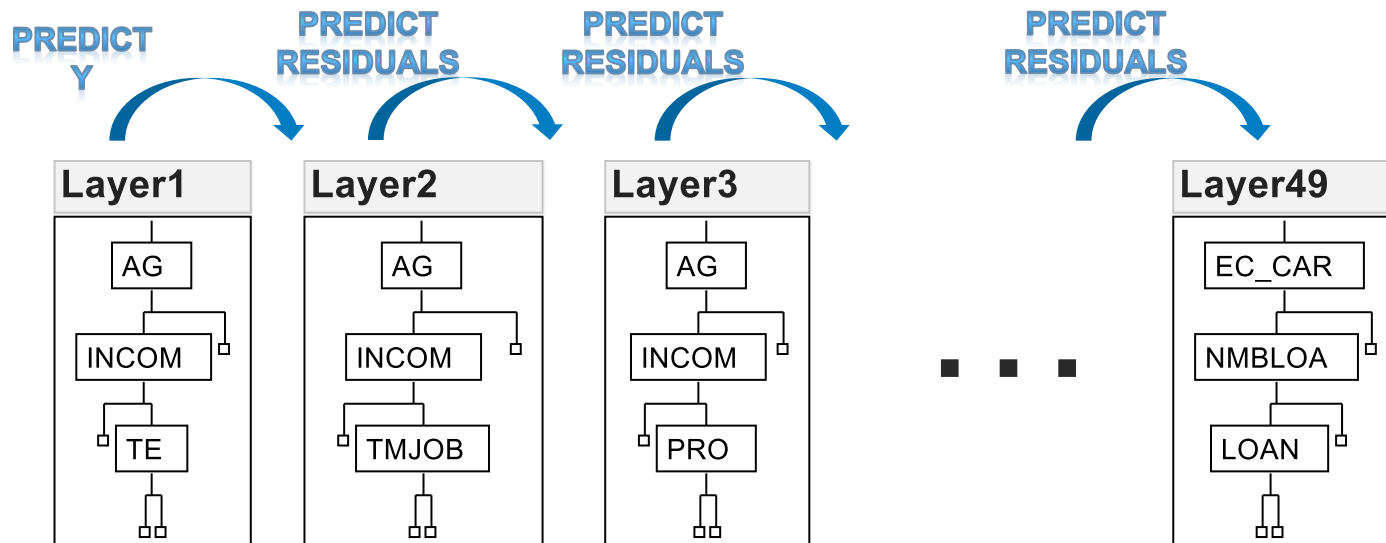 PREDICT
Y
PREDICT
RESIDUALS
PREDICT
RESIDUALS
PREDICT
RESIDUALS
Layer1
AG
INCOM
TE
Layer2
AG
INCOM
TMJOB
Layer3
AG
INCOM
PRO
. . .
Layer49
EC_CAR
NMBLOA
LOAN